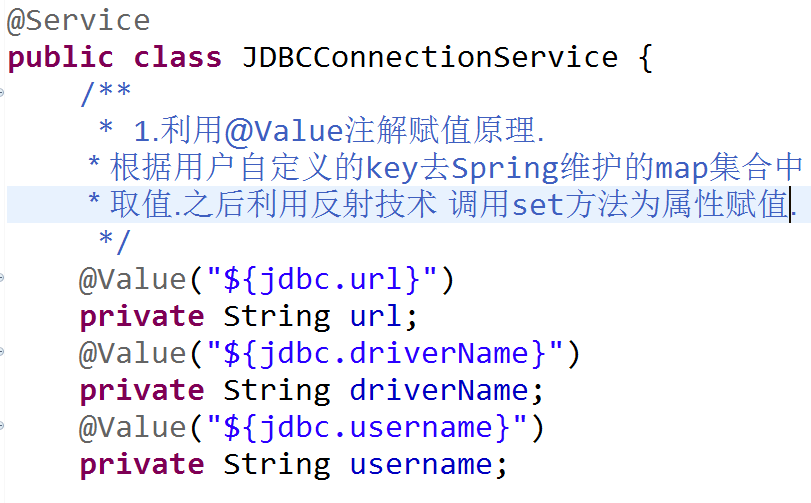 @Service
public class JDBCConnectionService {
    /**
     * 1.利用@Value注解赋值原理.
     * 根据用户自定义的key去Spring维护的map集合中
     * 取值.之后利用反射技术 调用set方法为属性赋值.
     */
    @Value("${jdbc.url}")
    private String url;
    @Value("${jdbc.driverName}")
    private String driverName;
    @Value("${jdbc.username}")
    private String username;